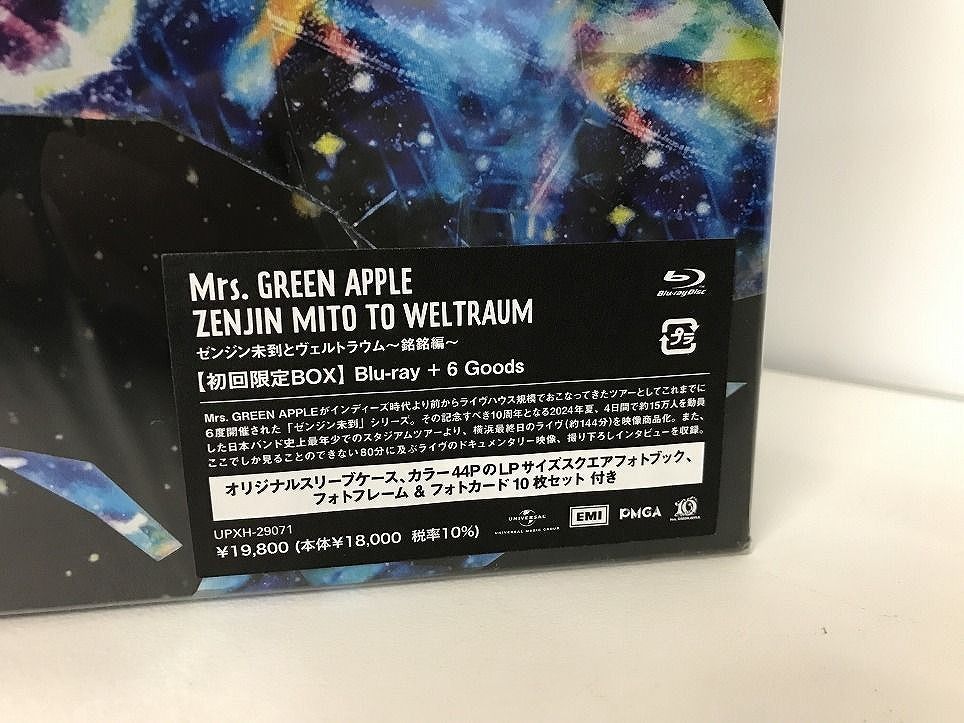 Mrs. GREEN APPLE
ZENJIN MITO TO WELTRAUM
ゼンジン未到とヴェルトラウム～銘銘編～
【初回限定BOX】Blu-ray + 6 Goods
Blu-ray Disc
プラ
Mrs. GREEN APPLEがインディーズ時代より前からライヴハウス規模でおこなってきたツアーとしてこれまでに
6度開催された「ゼンジン未到」シリーズ。その記念すべき10周年となる2024年夏、4日間で約15万人を動員
した日本バンド史上最年少でのスタジアムツアーより、横浜最終日のライヴ(約144分)を映像商品化。また、
ここでしか見ることのできない80分に及ぶライヴのドキュメンタリー映像、撮り下ろしインタビューを収録。
オリジナルスリーブケース、カラー44PのLPサイズスクエアフォトブック、
フォトフレーム & フォトカード10枚セット 付き
UPXH-29071
¥19,800 (本体¥18,000 税率10%)
UNIVERSAL
UNIVERSAL MUSIC GROUP
EMI
PMGA